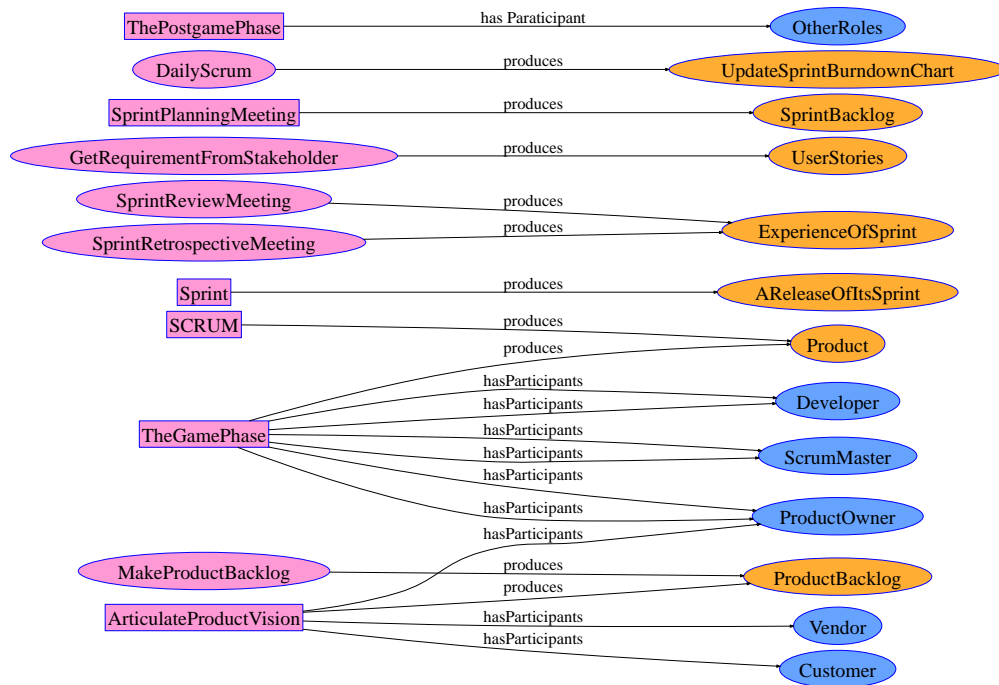 ThePostgamePhase
has Paraticipant
OtherRoles
DailyScrum
produces
UpdateSprintBurndownChart
SprintPlanningMeeting
produces
SprintBacklog
GetRequirementFromStakeholder
produces
UserStories
SprintReviewMeeting
produces
SprintRetrospectiveMeeting
produces
ExperienceOfSprint
Sprint
produces
AReleaseOfItsSprint
SCRUM
produces
Product
produces
hasParticipants
Developer
hasParticipants
TheGamePhase
hasParticipants
ScrumMaster
hasParticipants
hasParticipants
hasParticipants
ProductOwner
hasParticipants
MakeProductBacklog
produces
ProductBacklog
produces
ArticulateProductVision
hasParticipants
Vendor
hasParticipants
Customer